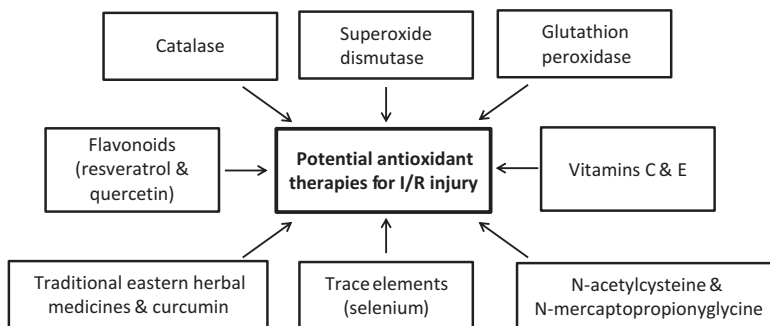 Catalase
Superoxide
dismutase
Glutathion
peroxidase
Flavonoids
(resveratrol &
quercetin)
Potential antioxidant
therapies for I/R injury
Vitamins C & E
Traditional eastern herbal
medicines & curcumin
Trace elements
(selenium)
N-acetylcysteine &
N-mercaptopropionyglycine